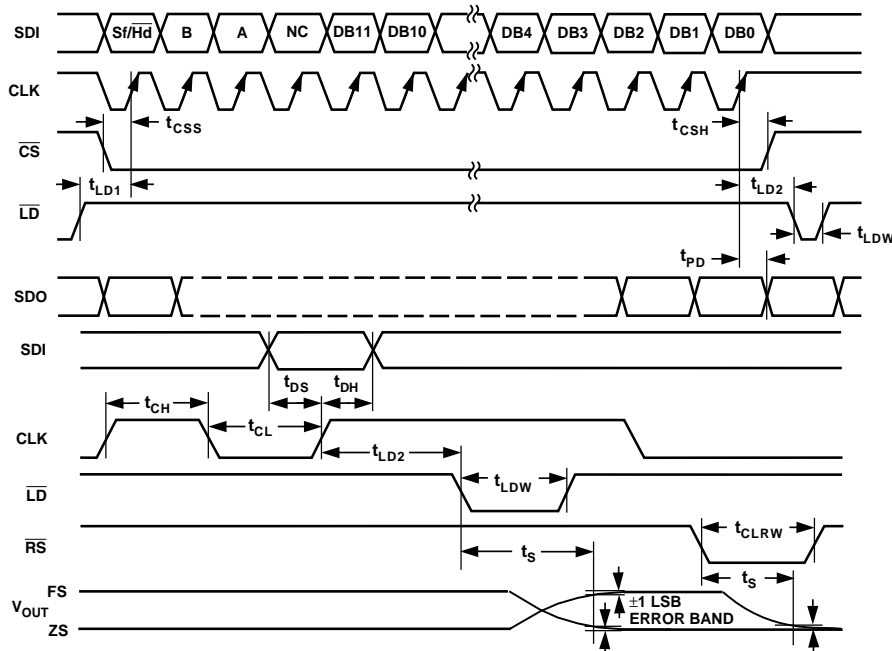 SDI Sf/Hd B A NC DB11 DB10 DB4 DB3 DB2 DB1 DB0
CLK
tCSS tCSH
CS
tLD1 tLD2
LD
tLDW
tPD
SDO
SDI
tDS tDH
tCH
tCL
CLK
tLD2
tLDW
LD
tCLRW
RS
tS tS
FS
±1 LSB
VOUT
ERROR BAND
ZS